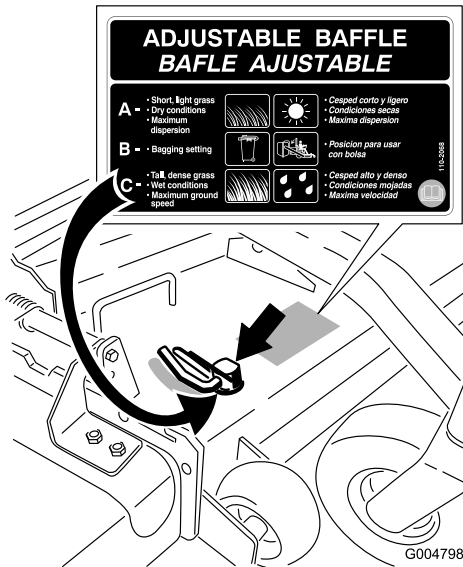 ADJUSTABLE BAFFLE
BAFLE AJUSTABLE
A - • Short, light grass
• Dry conditions
• Maximum
dispersion
• Cesped corto y ligero
• Condiciones secas
• Maxima dispersion
B - • Bagging setting
• Posicion para usar
con bolsa
C - • Tall, dense grass
• Wet conditions
• Maximum ground
speed
• Cesped alto y denso
• Condiciones mojadas
• Maxima velocidad
110-2068
G004798